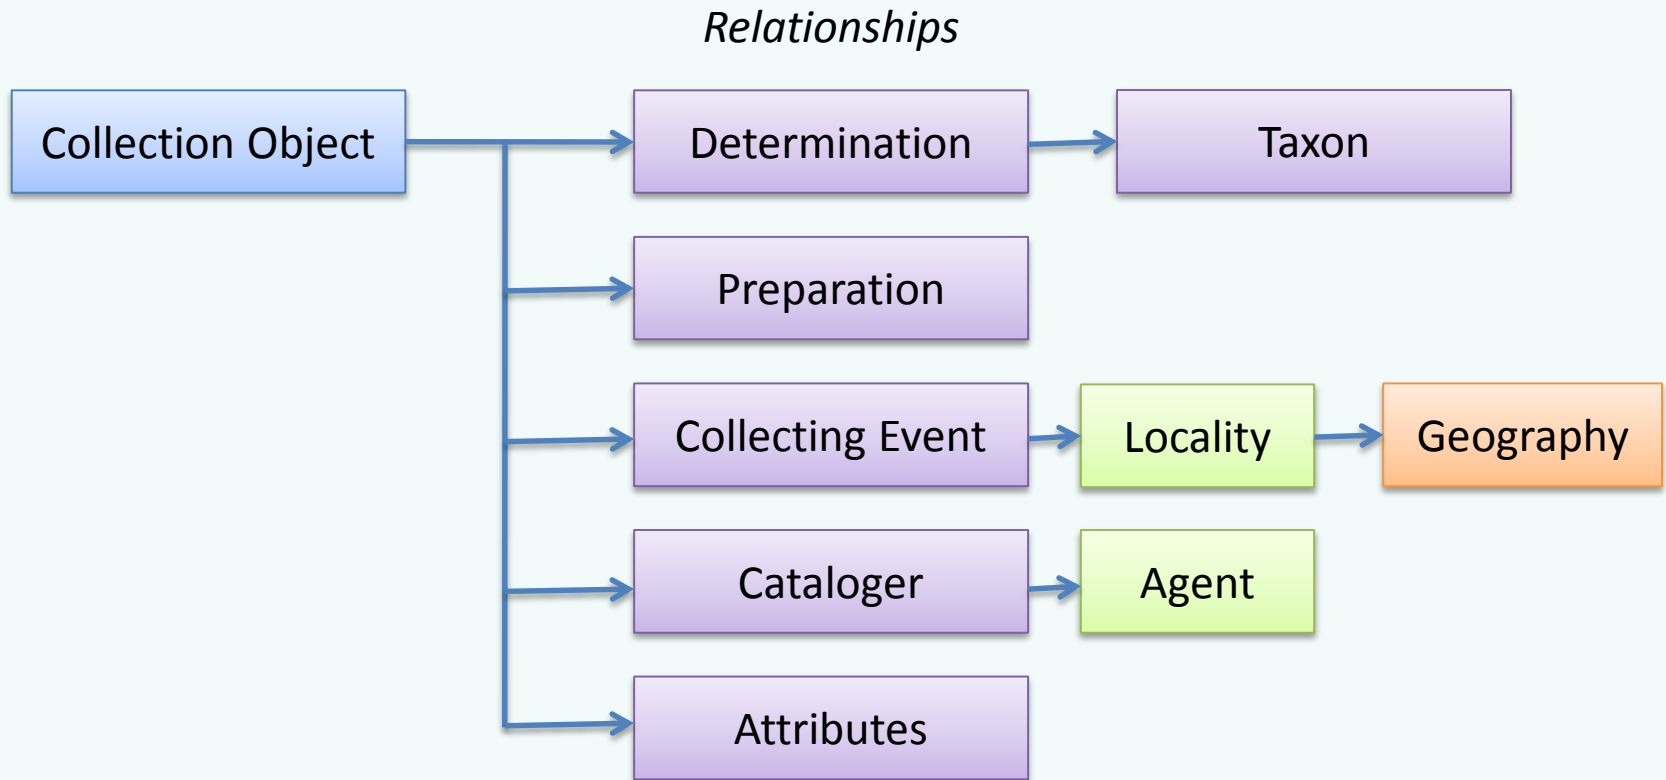 Relationships
Collection Object
Determination
Taxon
Preparation
Collecting Event
Locality
Geography
Cataloger
Agent
Attributes